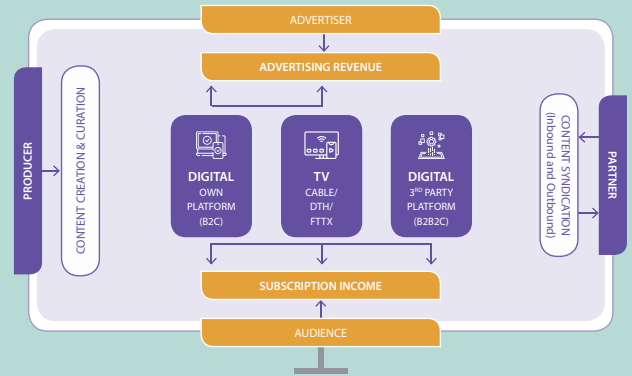 ADVERTISER
ADVERTISING REVENUE
PRODUCER
CONTENT CREATION & CURATION
DIGITAL
OWN
PLATFORM
(B2C)
TV
CABLE/
DTH/
FTTX
DIGITAL
3RD PARTY
PLATFORM
(B2B2C)
CONTENT SYNDICATION
(Inbound and Outbound)
PARTNER
SUBSCRIPTION INCOME
AUDIENCE